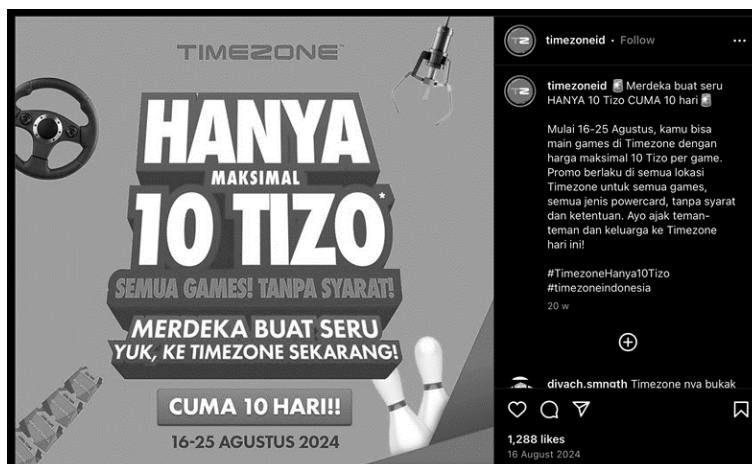 TIMEZONE™
HANYA
MAKSIMAL
10 TIZO*
SEMUA GAMES! TANPA SYARAT!
MERDEKA BUAT SERU
YUK, KE TIMEZONE SEKARANG!
CUMA 10 HARI!!
16-25 AGUSTUS 2024
TZ
timezoneid • Follow
TZ
timezoneid 🚨 Merdeka buat seru
HANYA 10 Tizo CUMA 10 hari 🚨
Mulai 16-25 Agustus, kamu bisa
main games di Timezone dengan
harga maksimal 10 Tizo per game.
Promo berlaku di semua lokasi
Timezone untuk semua games,
semua jenis powercard, tanpa syarat
dan ketentuan. Ayo ajak teman-
teman dan keluarga ke Timezone
hari ini!
#TimezoneHanya10Tizo
#timezoneindonesia
20 w
divach.smngth Timezone nya bukak
1,288 likes
16 August 2024